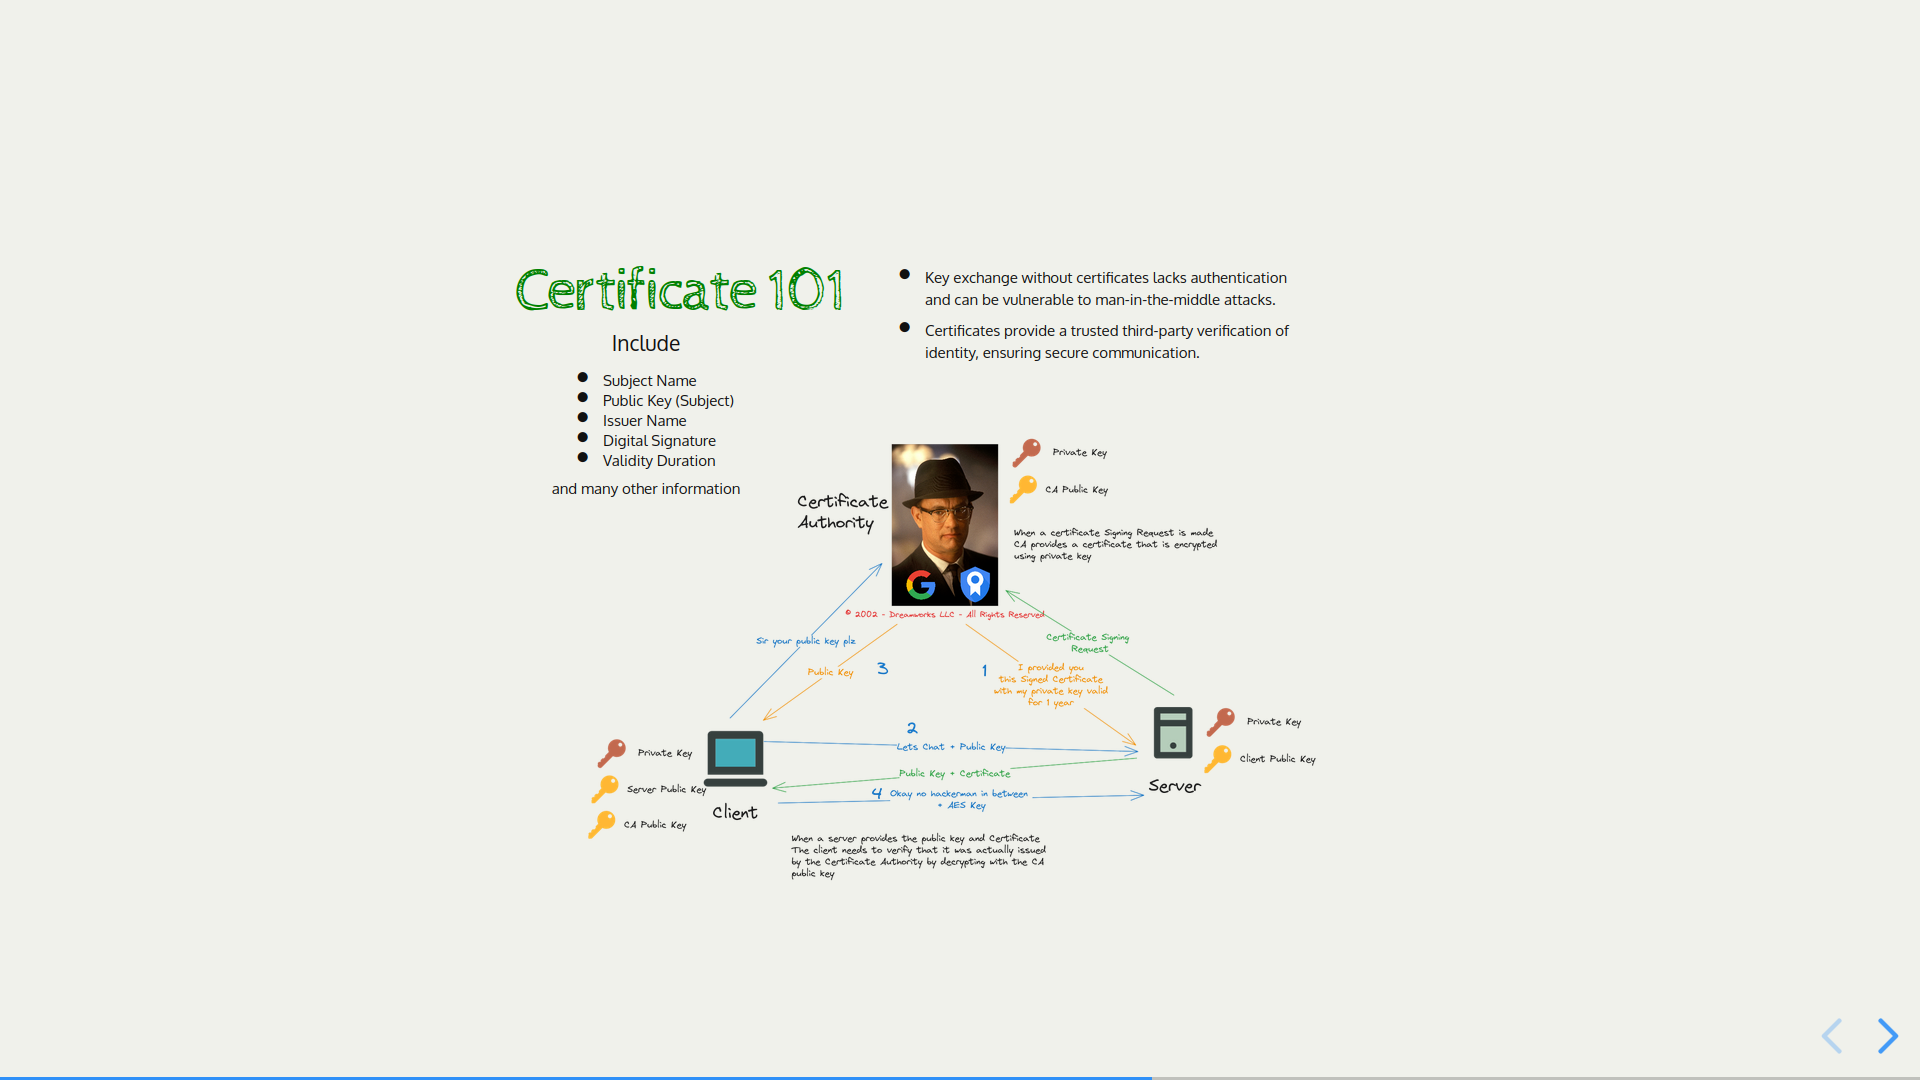 Certificate 101
Include
Subject Name
Public Key (Subject)
Issuer Name
Digital Signature
Validity Duration
and many other information
Key exchange without certificates lacks authentication
and can be vulnerable to man-in-the-middle attacks.
Certificates provide a trusted third-party verification of
identity, ensuring secure communication.
Certificate
Authority
Private Key
CA Public Key
When a certificate Signing Request is made
CA provides a certificate that is encrypted
using private key
© 2002 - Dreamworks LLC - All Rights Reserved
Sir your public key plz
Public Key
3
1
Certificate Signing
Request
I provided you
this Signed Certificate
with my private key valid
for 1 year
2
Lets Chat + Public Key
Public Key + Certificate
4
Okay no hackerman in between
+ AES Key
Private Key
Server Public Key
CA Public Key
Client
Private Key
Client Public Key
Server
When a server provides the public key and Certificate
The client needs to verify that it was actually issued
by the Certificate Authority by decrypting with the CA
public key